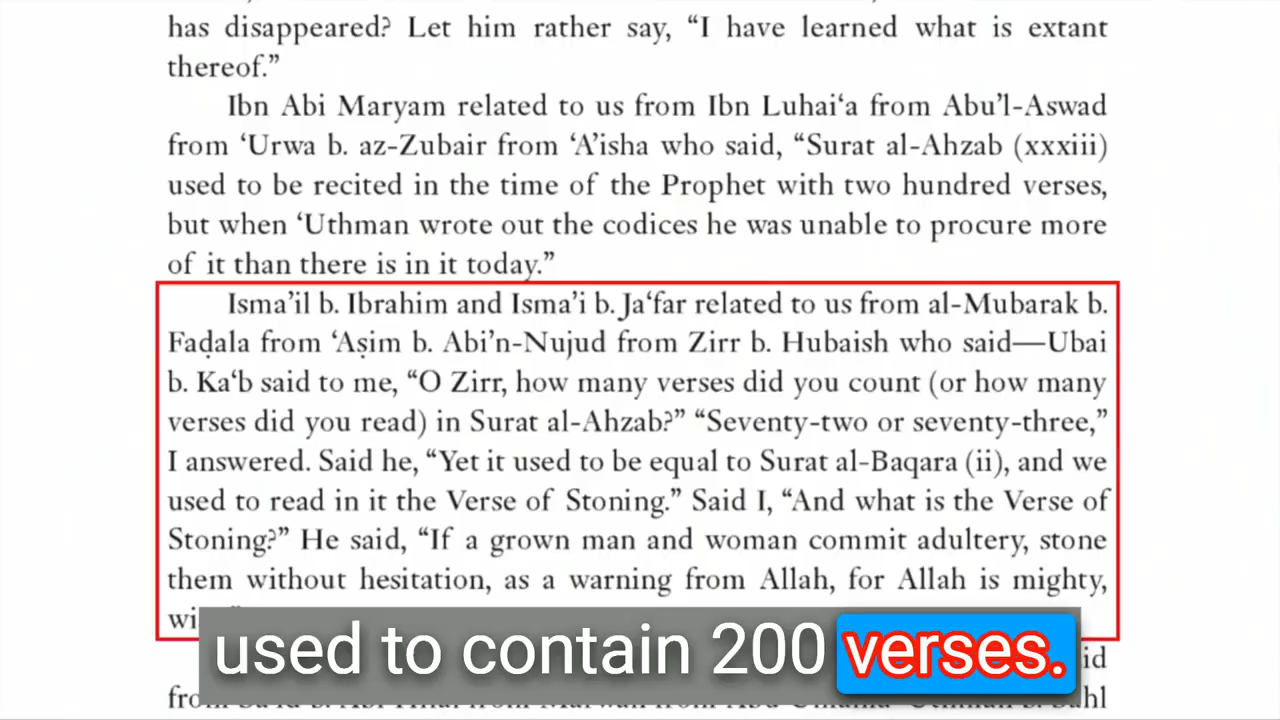 has disappeared? Let him rather say, “I have learned what is extant
thereof.”
Ibn Abi Maryam related to us from Ibn Luhai‘a from Abu’l-Aswad
from ‘Urwa b. az-Zubair from ‘A’isha who said, “Surat al-Ahzab (xxxiii)
used to be recited in the time of the Prophet with two hundred verses,
but when ‘Uthman wrote out the codices he was unable to procure more
of it than there is in it today.”
Isma’il b. Ibrahim and Isma’i b. Ja‘far related to us from al-Mubarak b.
Faḍala from ‘Aṣim b. Abi’n-Nujud from Zirr b. Hubaish who said—Ubai
b. Ka‘b said to me, “O Zirr, how many verses did you count (or how many
verses did you read) in Surat al-Ahzab?” “Seventy-two or seventy-three,”
I answered. Said he, “Yet it used to be equal to Surat al-Baqara (ii), and we
used to read in it the Verse of Stoning.” Said I, “And what is the Verse of
Stoning?” He said, “If a grown man and woman commit adultery, stone
them without hesitation, as a warning from Allah, for Allah is mighty,
used to contain 200 verses.